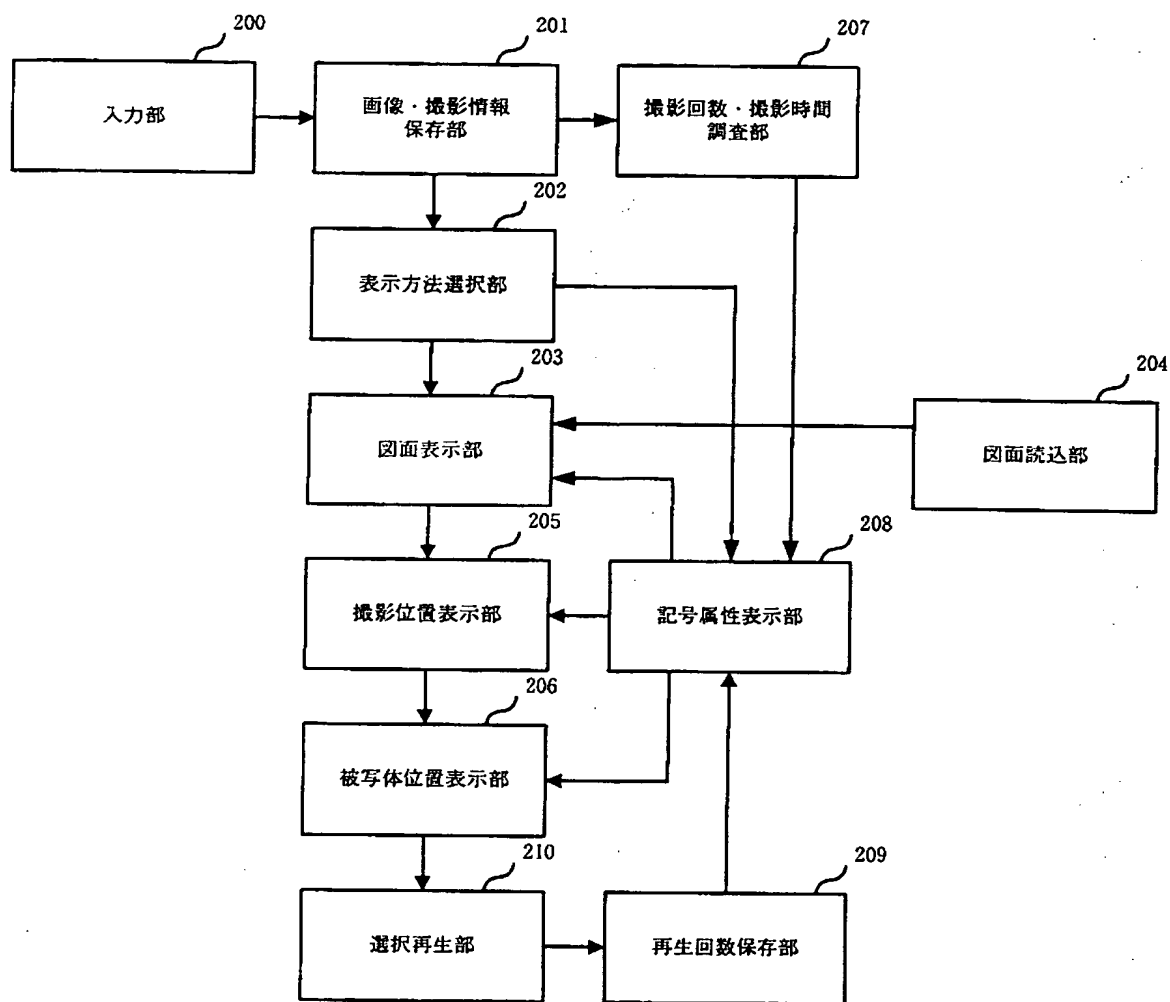 200
入力部
201
画像・撮影情報
保存部
207
撮影回数・撮影時間
調査部
202
表示方法選択部
203
図面表示部
204
図面読込部
205
撮影位置表示部
208
記号属性表示部
206
被写体位置表示部
210
選択再生部
209
再生回数保存部